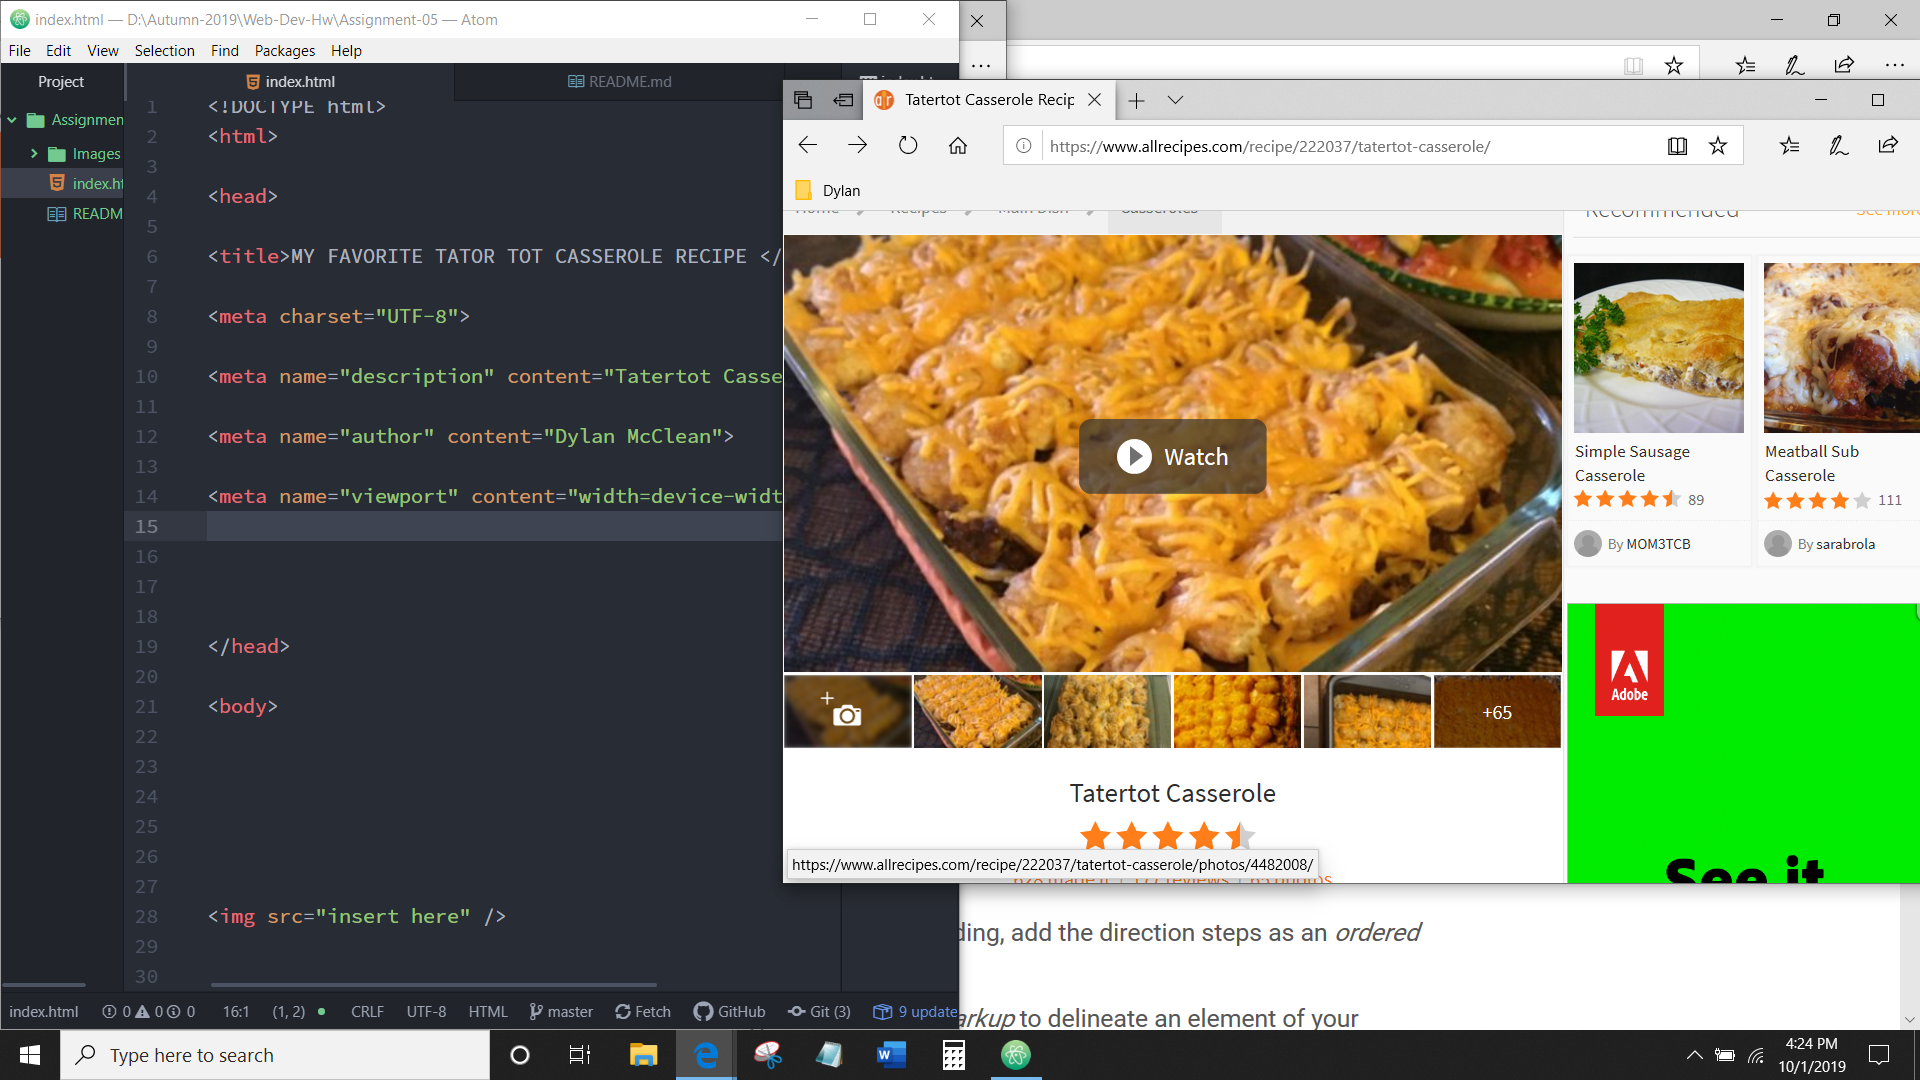 index.html — D:\Autumn-2019\Web-Dev-Hw\Assignment-05 — Atom
File Edit View Selection Find Packages Help
Project
index.html
README.md
Assignmen
Images
index.ht
READM
1 <!DOCTYPE html>
2 <html>
3
4 <head>
5
6 <title>MY FAVORITE TATOR TOT CASSEROLE RECIPE </
7
8 <meta charset="UTF-8">
9
10 <meta name="description" content="Tatertot Casse
11
12 <meta name="author" content="Dylan McClean">
13
14 <meta name="viewport" content="width=device-widt
15
16
17
18
19 </head>
20
21 <body>
22
23
24
25
26
27
28 <img src="insert here" />
29
30
index.html 0 0 0 16:1 (1, 2) CRLF UTF-8 HTML master Fetch GitHub Git (3) 9 update
Tatertot Casserole Recip
https://www.allrecipes.com/recipe/222037/tatertot-casserole/
Dylan
Home Recipes Main Dish Casseroles
Recommended
See more
Watch
+65
Tatertot Casserole
https://www.allrecipes.com/recipe/222037/tatertot-casserole/photos/4482008/
Simple Sausage
Casserole
89
By MOM3TCB
Meatball Sub
Casserole
111
By sarabrola
Adobe
See it
ding, add the direction steps as an ordered
arkup to delineate an element of your
Type here to search
4:24 PM
10/1/2019